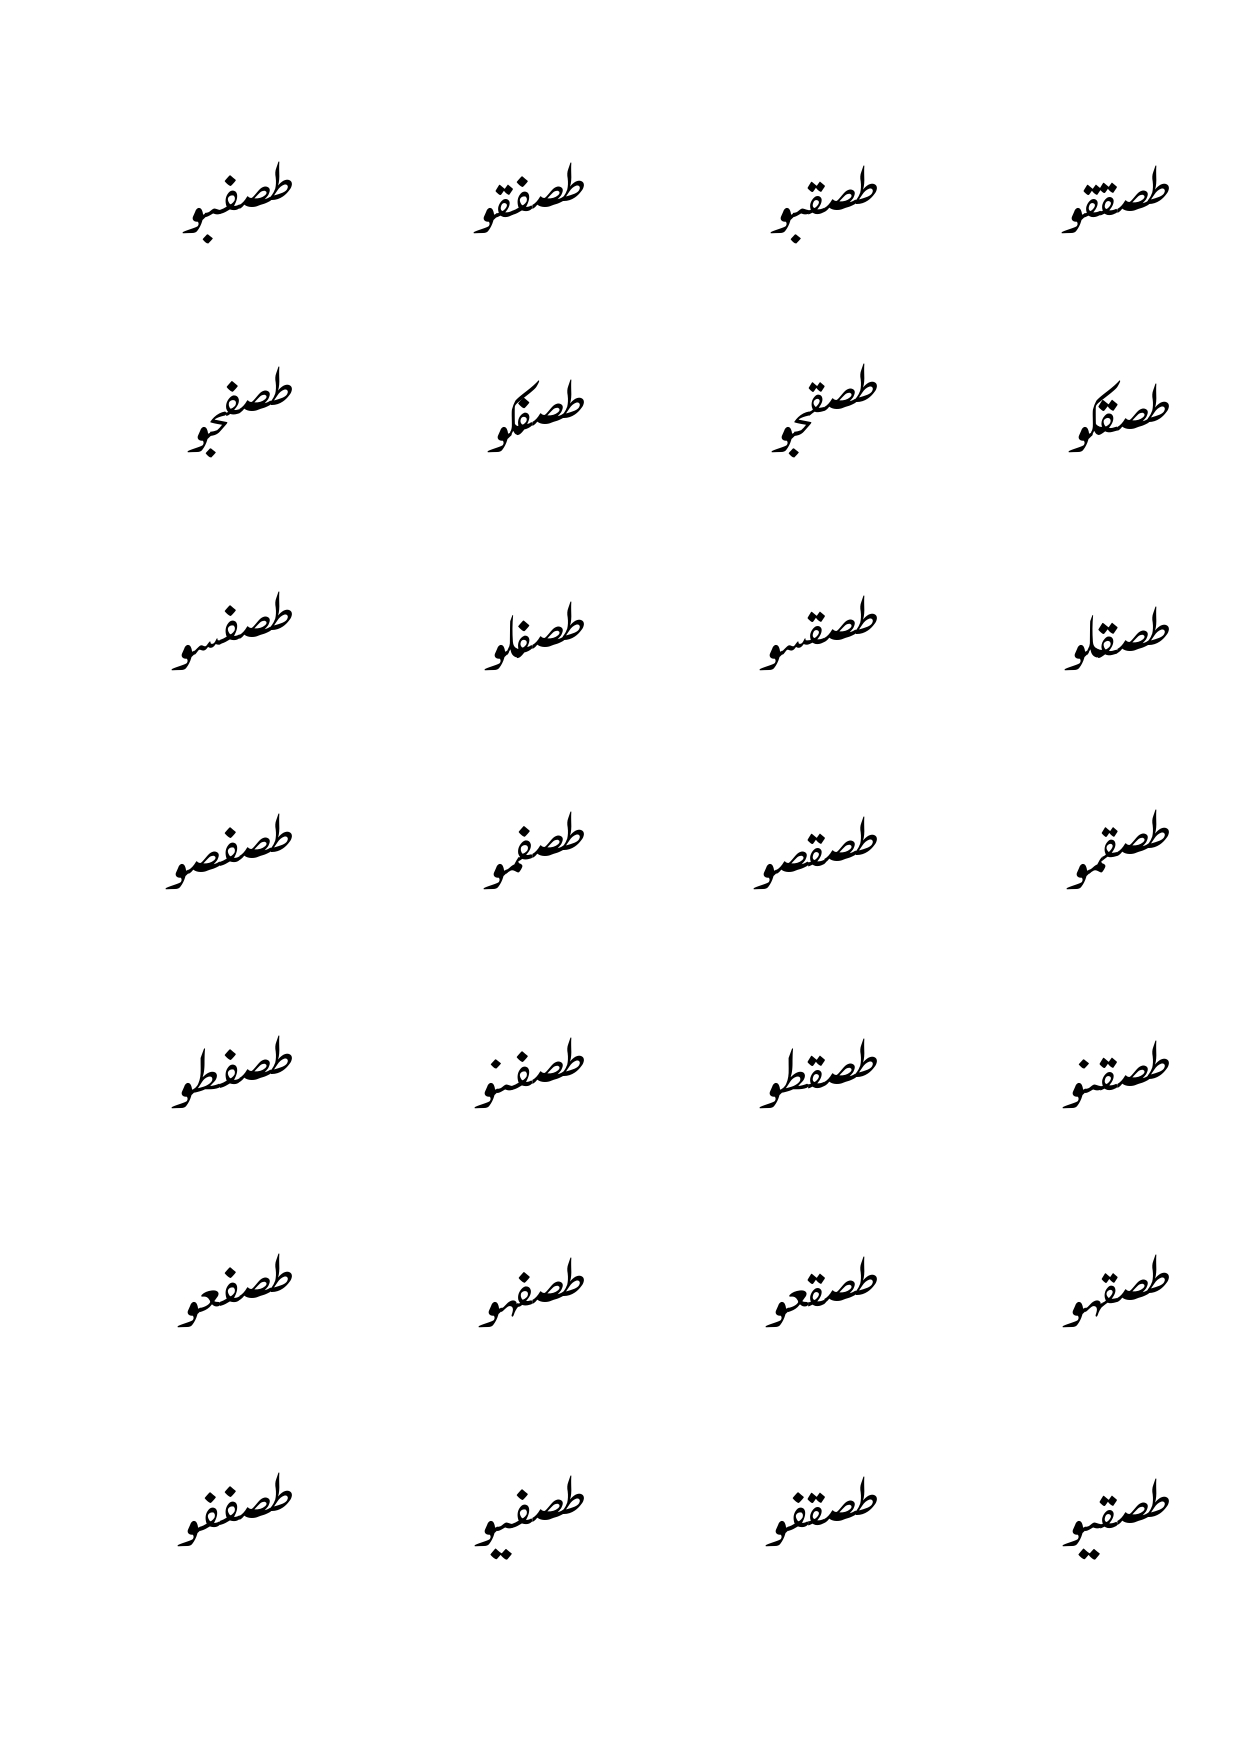 طصققو طصقبو طصفقو طصفبو
طصقكو طصقجو طصفكو طصفجو
طصقلو طصقسو طصفلو طصفسو
طصقمو طصقصو طصفمو طصفصو
طصقنو طصقطو طصفنو طصفطو
طصقهو طصقعو طصفهو طصفعو
طصقيو طصقفو طصفيو طصففو